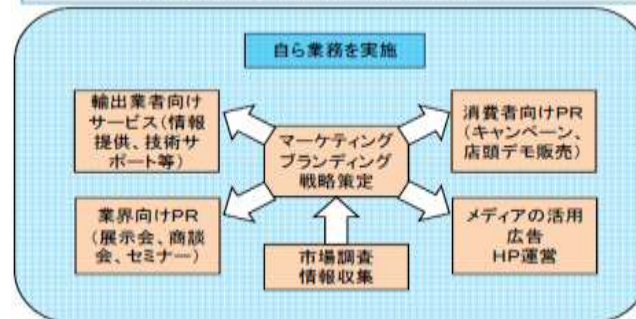 自ら業務を実施
輸出業者向け
サービス(情報
提供、技術サ
ポート等)
マーケティング
ブランディング
戦略策定
消費者向けPR
(キャンペーン、
店頭デモ販売)
業界向けPR
(展示会、商談
会、セミナー)
市場調査
情報収集
メディアの活用
広告
HP運営